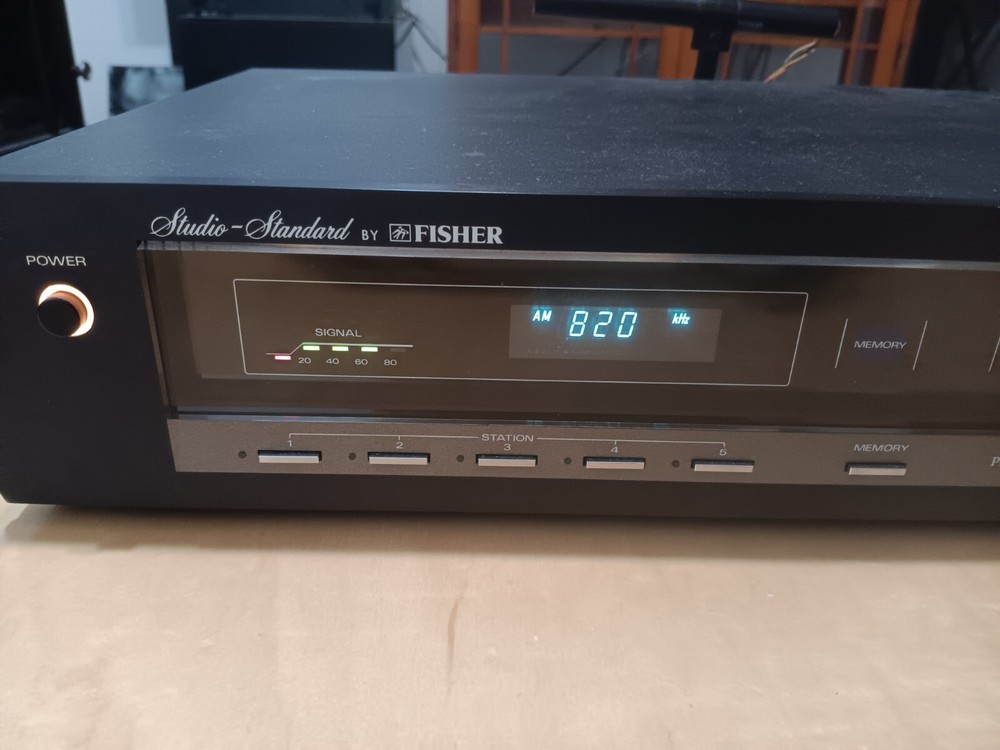 Studio-Standard BY FISHER
POWER
SIGNAL
20 40 60 80
AM 820 kHz
MEMORY
STATION
1 2 3 4 5
MEMORY
P